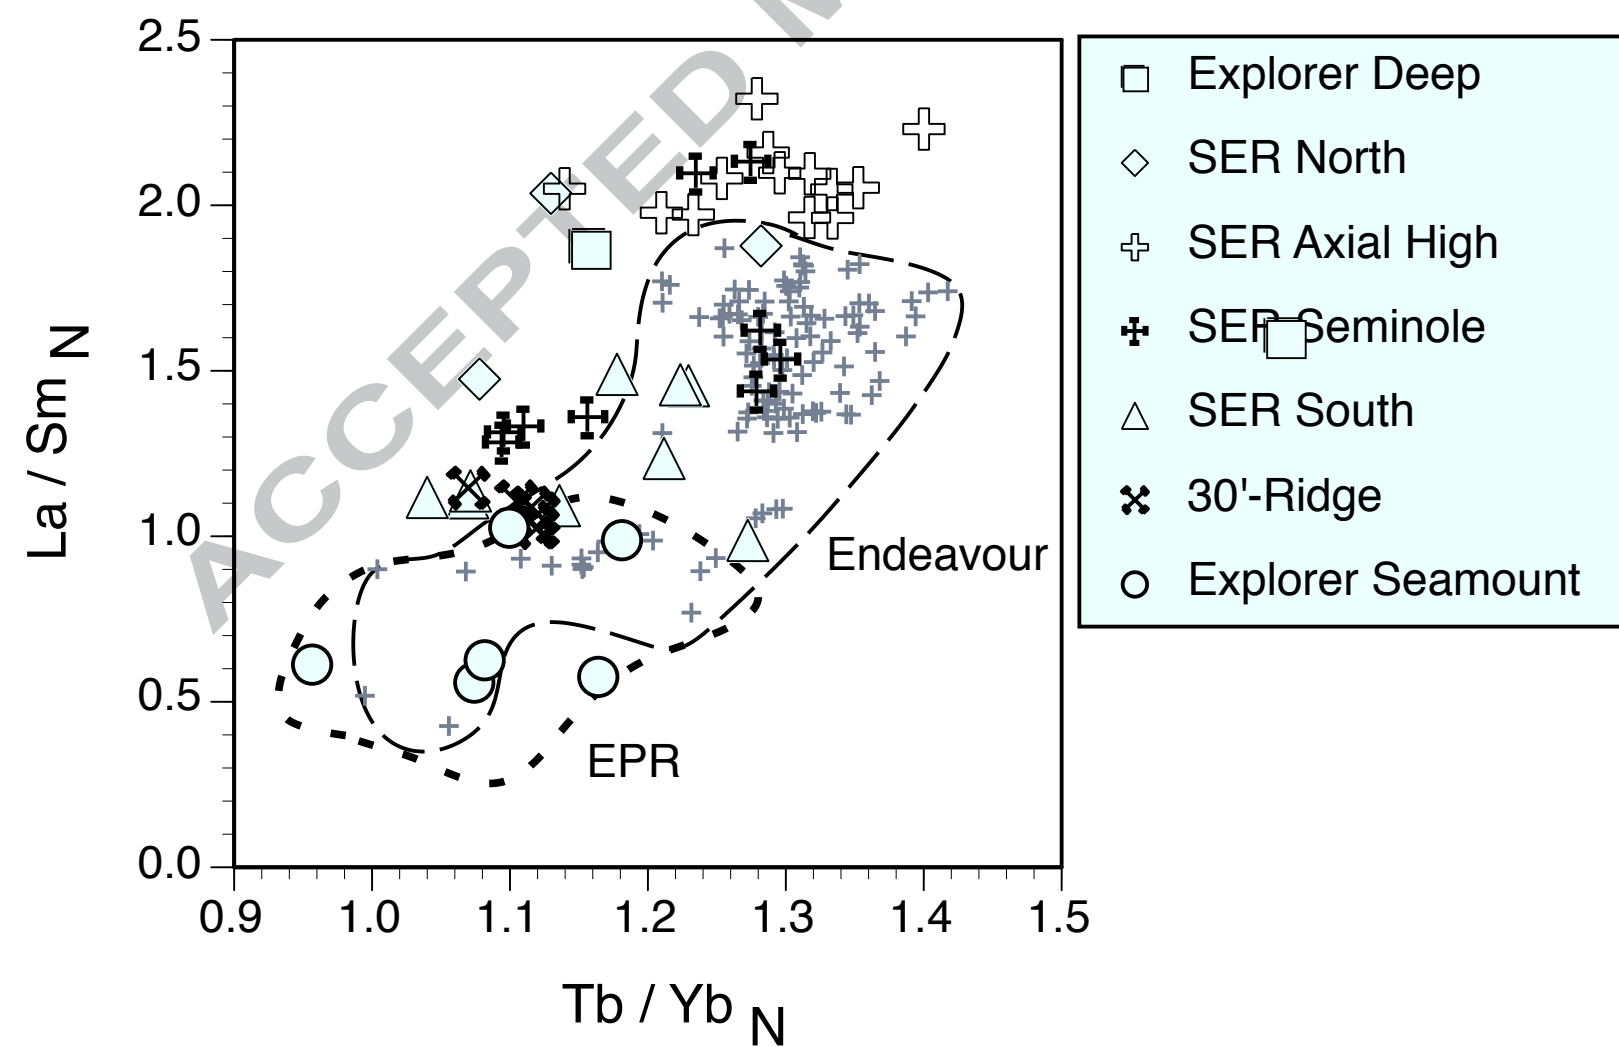 ACCEPTED M
2.5
2.0
1.5
1.0
0.5
0.0
0.9 1.0 1.1 1.2 1.3 1.4 1.5
La / Sm N
Tb / Yb N
Endeavour
EPR
Explorer Deep
SER North
SER Axial High
SER Seminole
SER South
30'-Ridge
Explorer Seamount